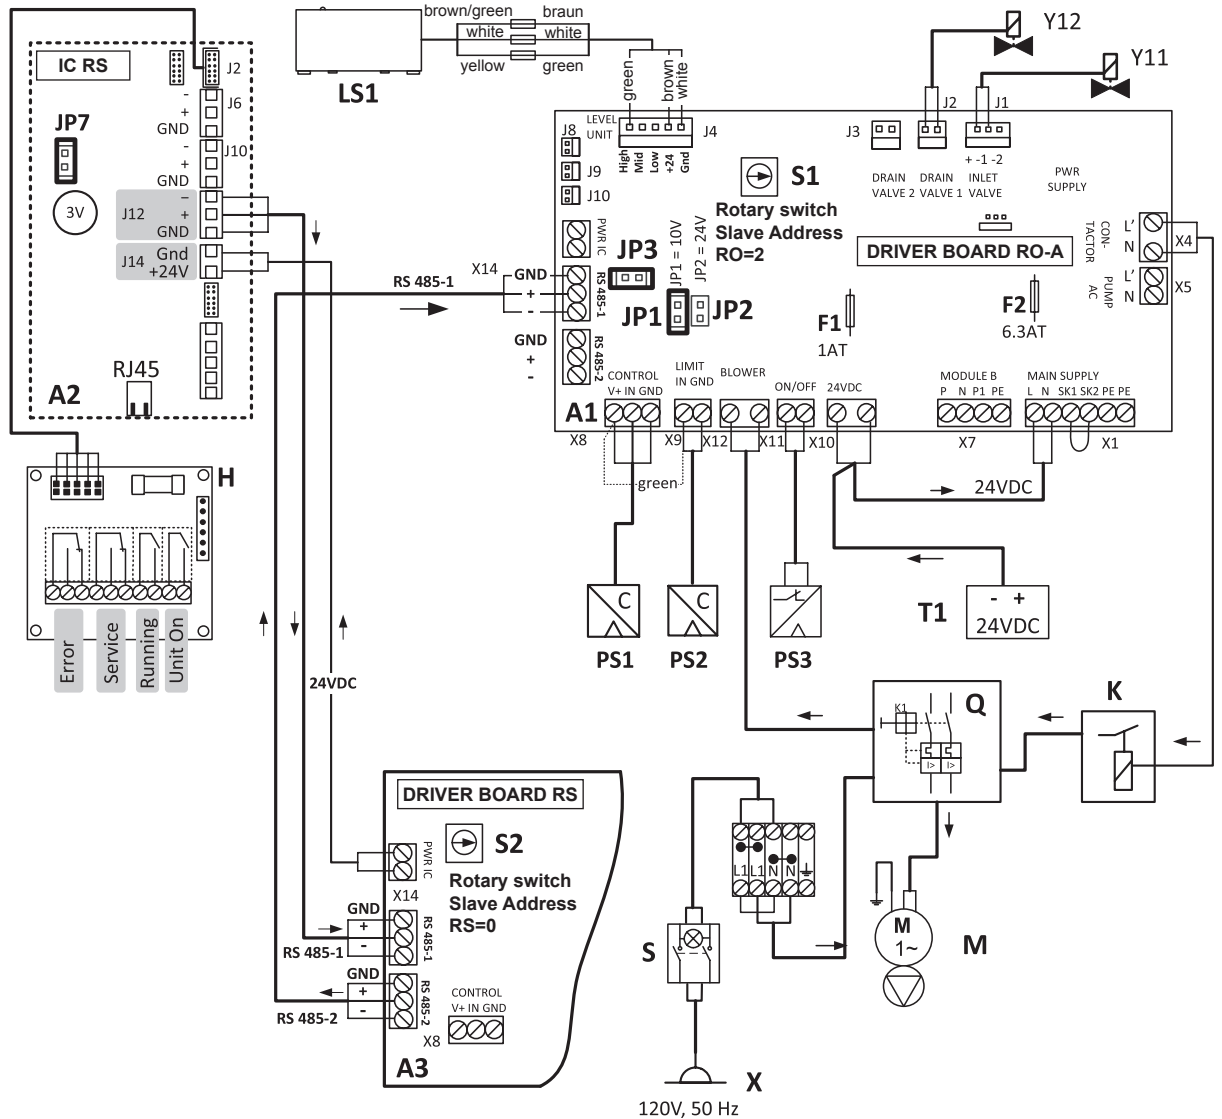 brown/green
braun
white
white
yellow
green
LS1
green
brown
white
Y12
Y11
IC RS
J2
-
J6
+
GND
-
J10
+
GND
JP7
3V
J12
–
+
GND
J14
Gnd
+24V
RJ45
A2
J8
LEVEL
UNIT
J4
High
Mid
Low
+24
Gnd
J9
J10
J3
J2
J1
+ -1 -2
DRAIN
VALVE 2
DRAIN
VALVE 1
INLET
VALVE
PWR
SUPPLY
S1
Rotary switch
Slave Address
RO=2
PWR IC
JP3
JP1 = 10V
JP2 = 24V
JP1
JP2
DRIVER BOARD RO-A
CON-
TACTOR
L'
N
X4
PUMP
AC
L'
N
X5
X14
GND
+
-
RS 485-1
RS 485-1
GND
+
-
RS 485-2
F1
1AT
F2
6.3AT
CONTROL
V+ IN GND
LIMIT
IN GND
BLOWER
ON/OFF
24VDC
MODULE B
P N P1 PE
MAIN SUPPLY
L N SK1 SK2 PE PE
A1
X8
X9
X12
X11
X10
X7
X1
green
24VDC
H
Error
Service
Running
Unit On
C
PS1
C
PS2
PS3
T1
- +
24VDC
24VDC
Q
K1
I>
I>
K
DRIVER BOARD RS
S2
Rotary switch
Slave Address
RS=0
PWR IC
X14
GND
+
-
RS 485-1
RS 485-1
GND
+
-
RS 485-2
RS 485-2
CONTROL
V+ IN GND
X8
A3
L1 L1 N N
S
M
1~
M
X
120V, 50 Hz